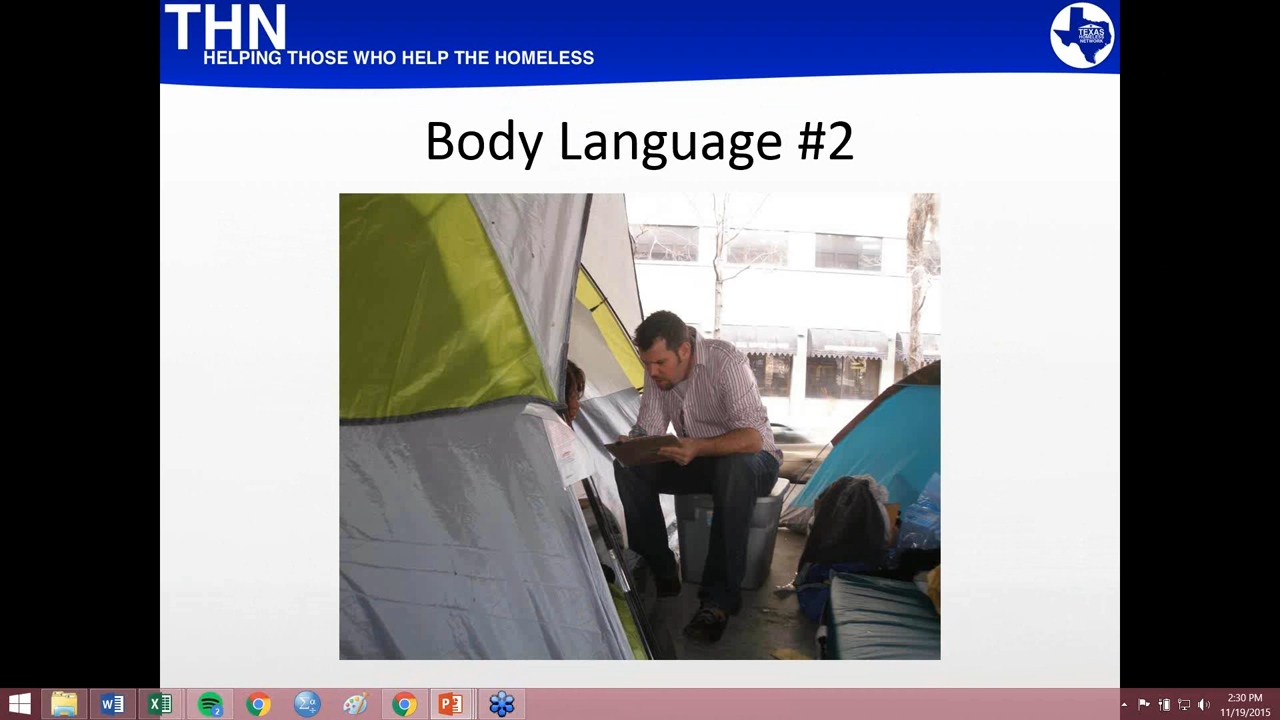 THN
HELPING THOSE WHO HELP THE HOMELESS
TEXAS
HOMELESS
NETWORK
Body Language #2
2
2:30 PM
11/19/2015